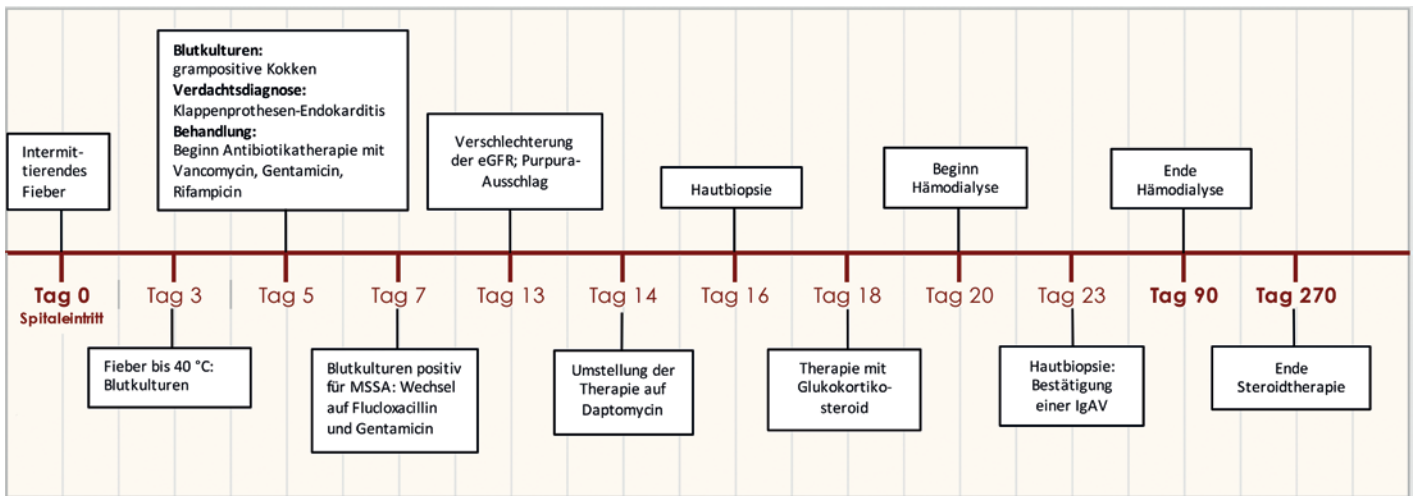 Blutkulturen:
grampositive Kokken
Verdachtsdiagnose:
Klappenprothesen-Endokarditis
Behandlung:
Beginn Antibiotikatherapie mit
Vancomycin, Gentamicin,
Rifampicin
Intermit-
tierendes
Fieber
Verschlechterung
der eGFR; Purpura-
Ausschlag
Hautbiopsie
Beginn
Hämodialyse
Ende
Hämodialyse
Tag 0
Spitaleintritt
Tag 3
Tag 5
Tag 7
Tag 13
Tag 14
Tag 16
Tag 18
Tag 20
Tag 23
Tag 90
Tag 270
Fieber bis 40 °C:
Blutkulturen
Blutkulturen positiv
für MSSA: Wechsel
auf Flucloxacillin
und Gentamicin
Umstellung der
Therapie auf
Daptomycin
Therapie mit
Glukokortiko-
steroid
Hautbiopsie:
Bestätigung
einer IgAV
Ende
Steroidtherapie